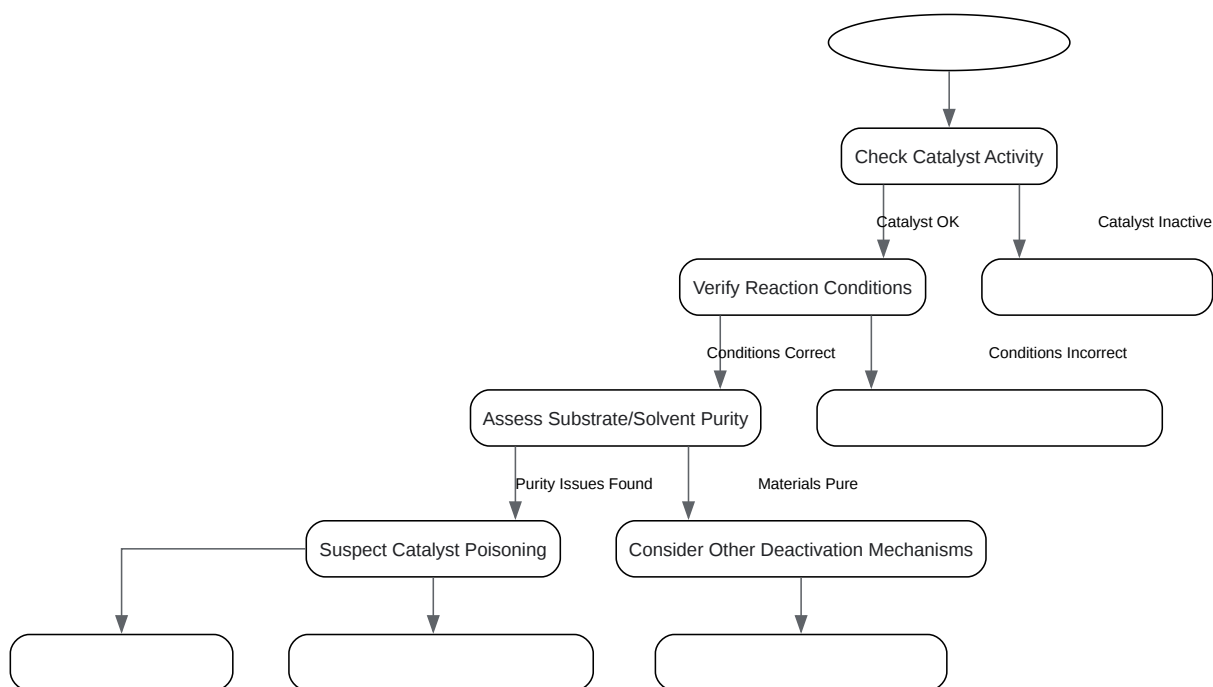 Check Catalyst Activity
Catalyst OK
Catalyst Inactive
Verify Reaction Conditions
Conditions Correct
Conditions Incorrect
Assess Substrate/Solvent Purity
Purity Issues Found
Materials Pure
Suspect Catalyst Poisoning
Consider Other Deactivation Mechanisms